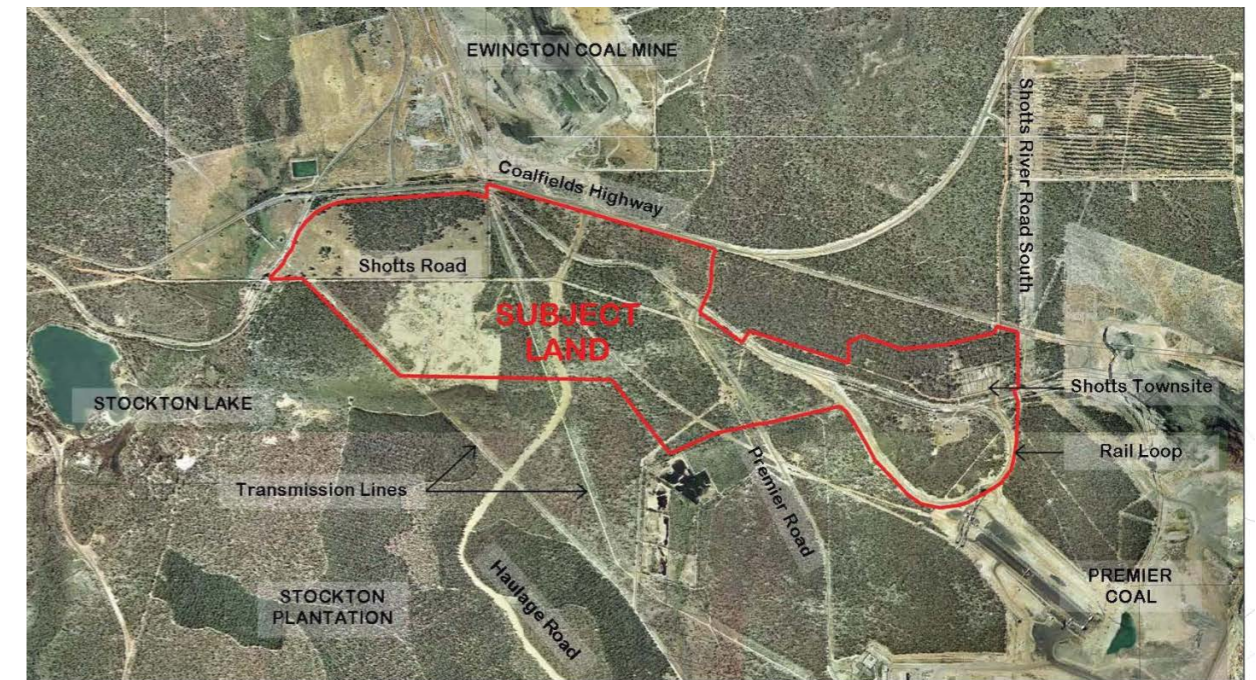 EWINGTON COAL MINE
Shotts River Road South
Coalfields Highway
Shotts Road
SUBJECT
LAND
Shotts Townsite
STOCKTON LAKE
Rail Loop
Transmission Lines
Premier Road
Haulage Road
PREMIER
COAL
STOCKTON
PLANTATION